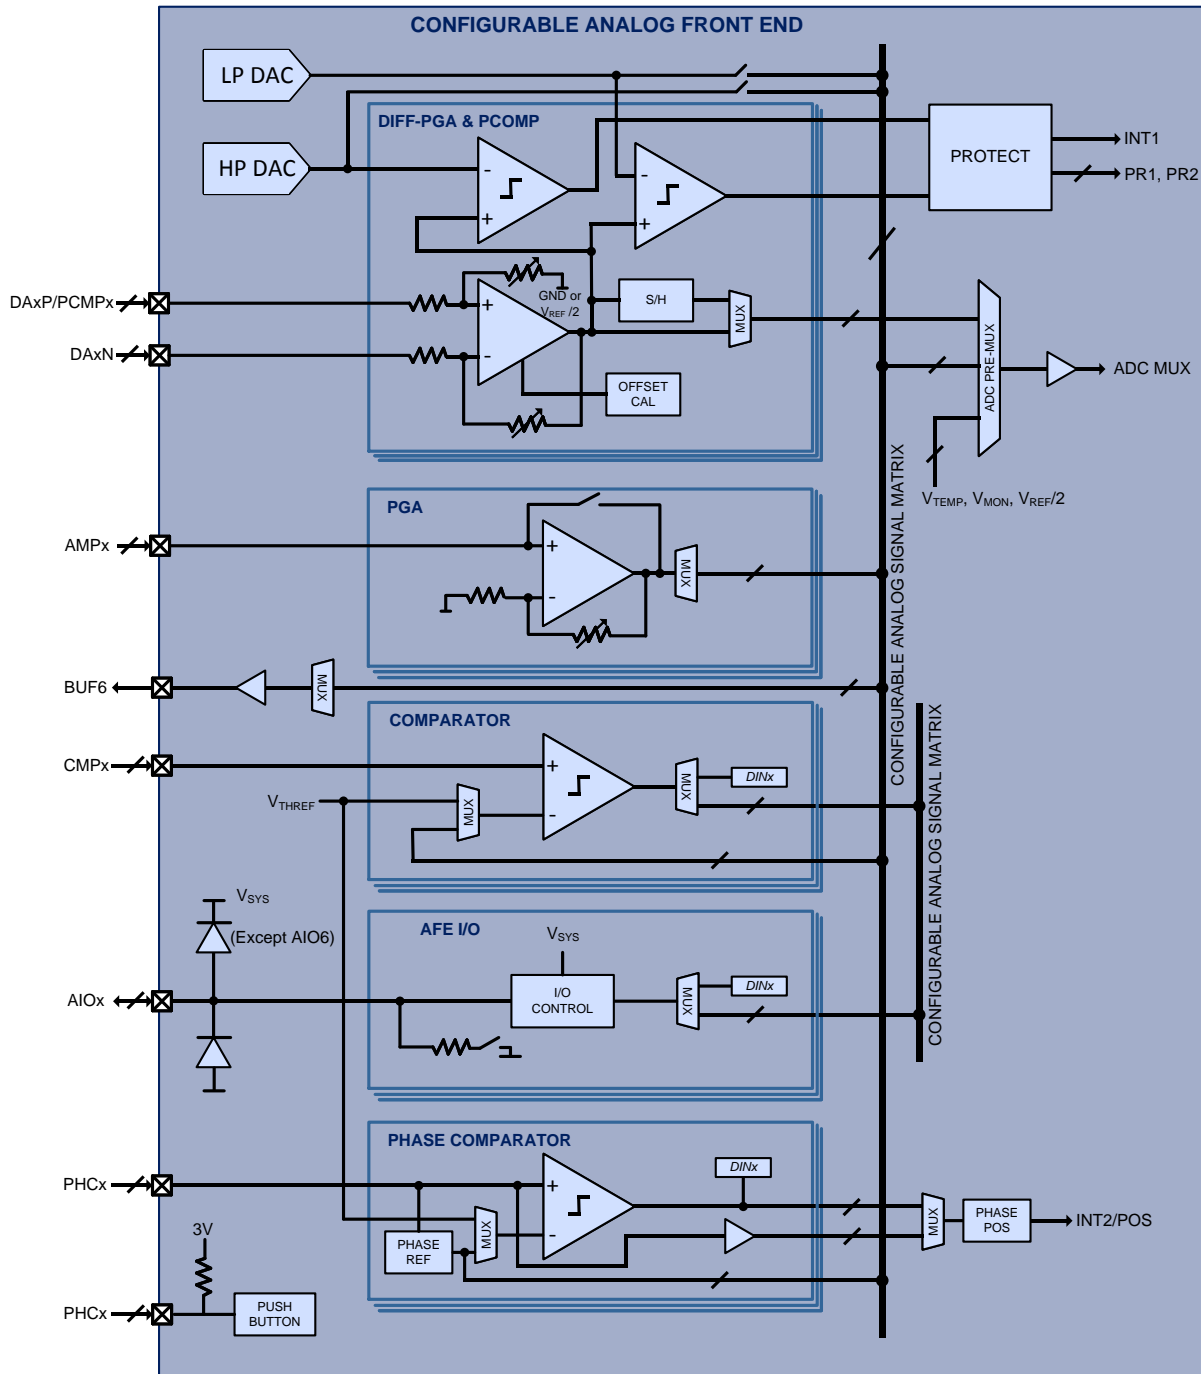 CONFIGURABLE ANALOG FRONT END
LP DAC
HP DAC
DIFF-PGA & PCOMP
-
+
-
+
PROTECT
INT1
PR1, PR2
DAxP/PCMPx
DAxN
+
-
GND or
VREF /2
S/H
MUX
OFFSET
CAL
ADC PRE-MUX
ADC MUX
VTEMP, VMON, VREF/2
CONFIGURABLE ANALOG SIGNAL MATRIX
PGA
AMPx
+
-
MUX
BUF6
MUX
COMPARATOR
CMPx
VTHREF
MUX
+
-
MUX
DINx
CONFIGURABLE ANALOG SIGNAL MATRIX
AFE I/O
VSYS
(Except AIO6)
AIOx
VSYS
I/O
CONTROL
MUX
DINx
PHASE COMPARATOR
PHCx
PHASE
REF
MUX
+
-
DINx
MUX
PHASE
POS
INT2/POS
3V
PHCx
PUSH
BUTTON